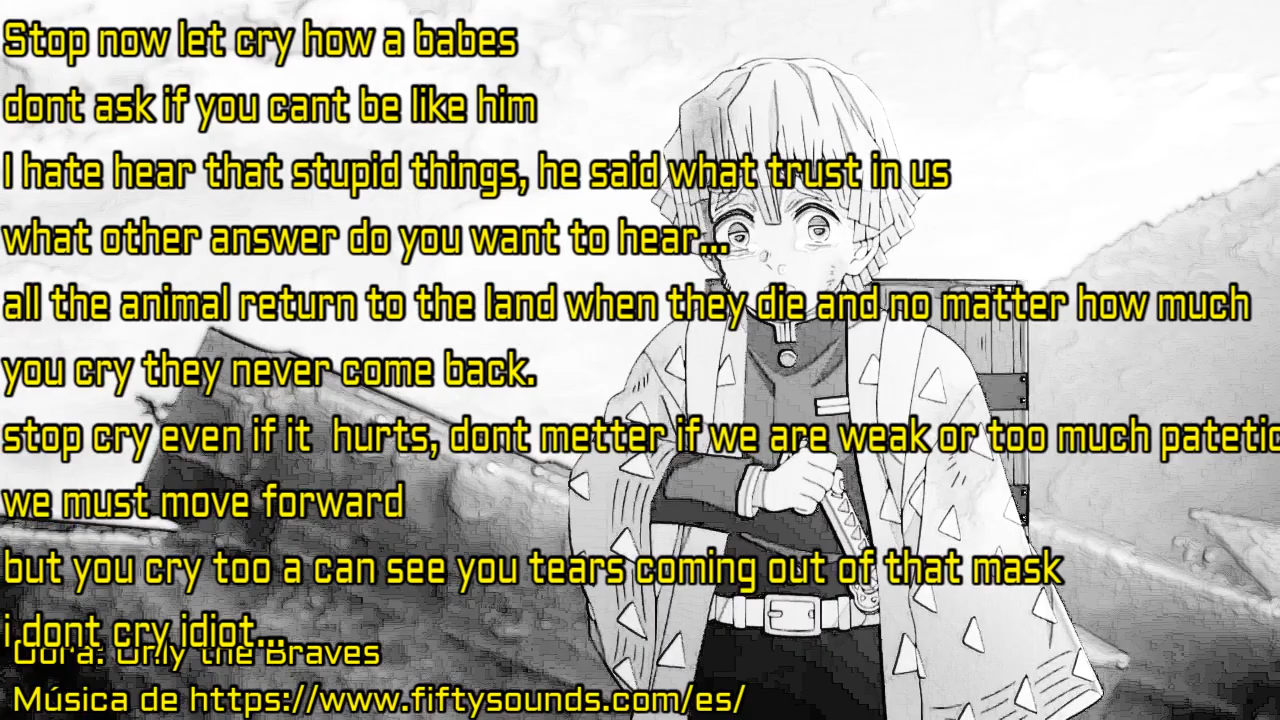 Stop now let cry how a babes
dont ask if you cant be like him
I hate hear that stupid things, he said what trust in us
what other answer do you want to hear...
all the animal return to the land when they die and no matter how much
you cry they never come back.
stop cry even if it  hurts, dont metter if we are weak or too much patetic
we must move forward
but you cry too a can see you tears coming out of that mask
i dont cry idiot...
Obra: Only the Braves
Música de https://www.fiftysounds.com/es/